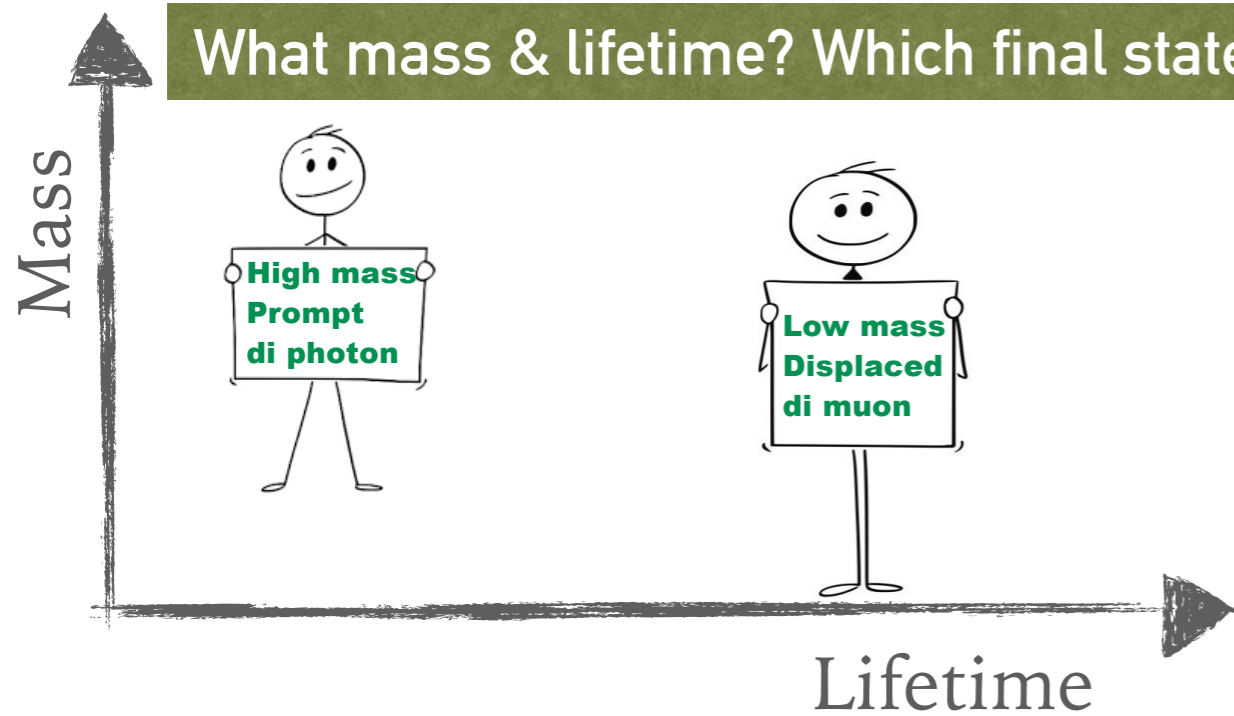 What mass & lifetime? Which final state
Mass
High mass
Prompt
di photon
Low mass
Displaced
di muon
Lifetime